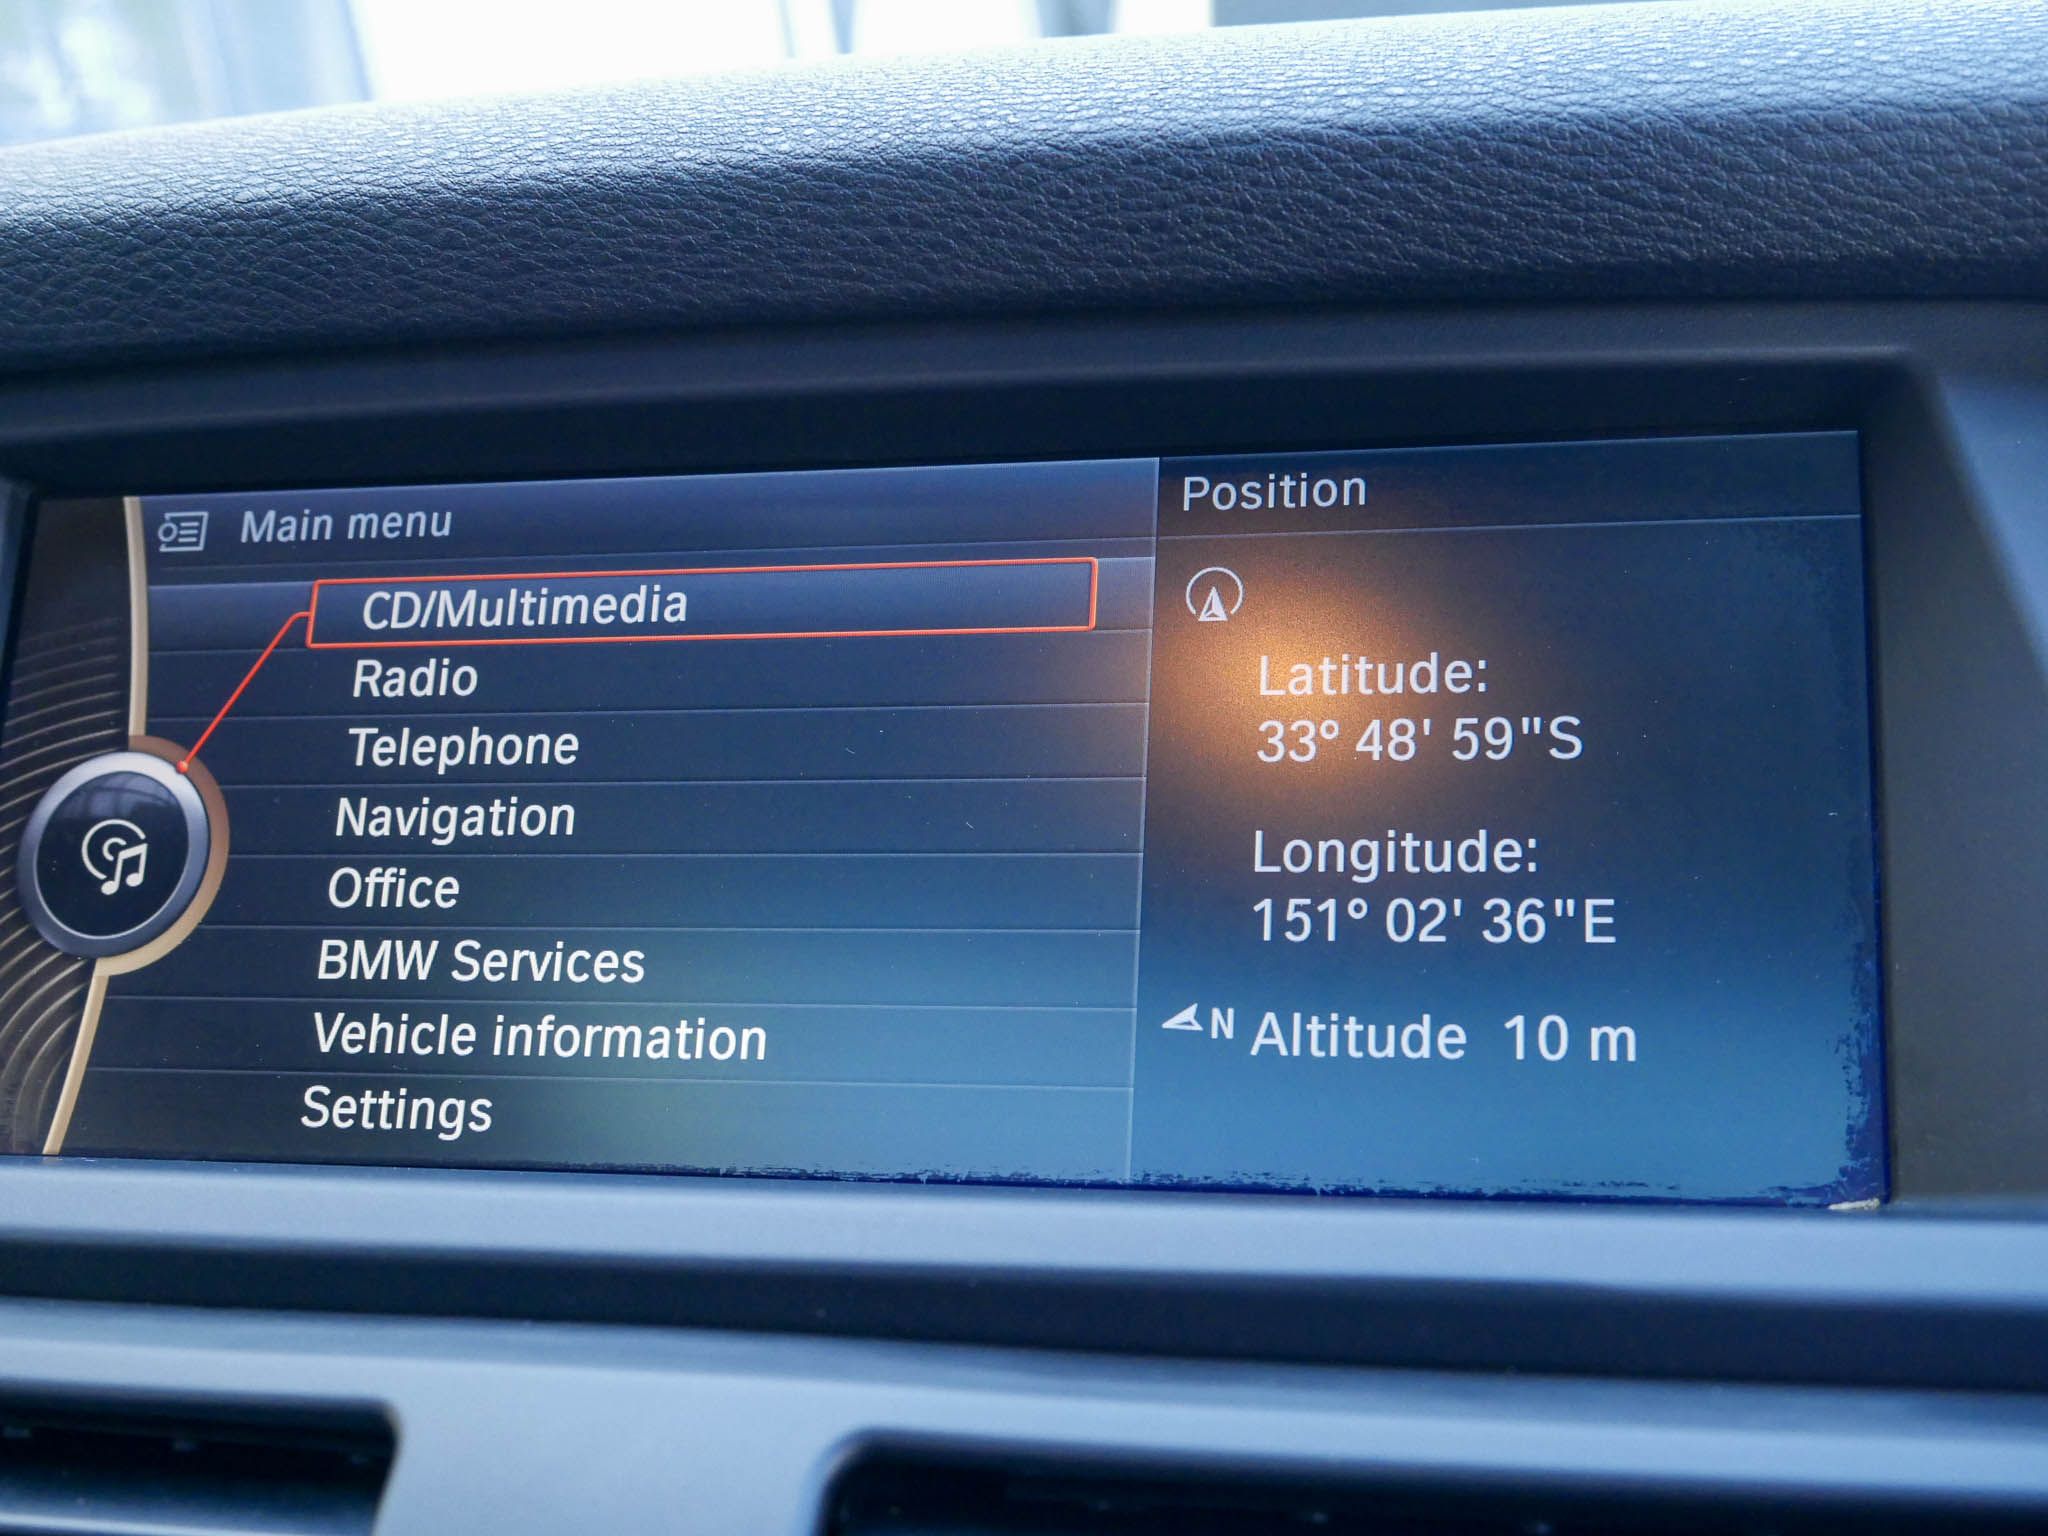 Main menu
CD/Multimedia
Radio
Telephone
Navigation
Office
BMW Services
Vehicle information
Settings
Position
Latitude:
33° 48' 59"S
Longitude:
151° 02' 36"E
N Altitude 10 m